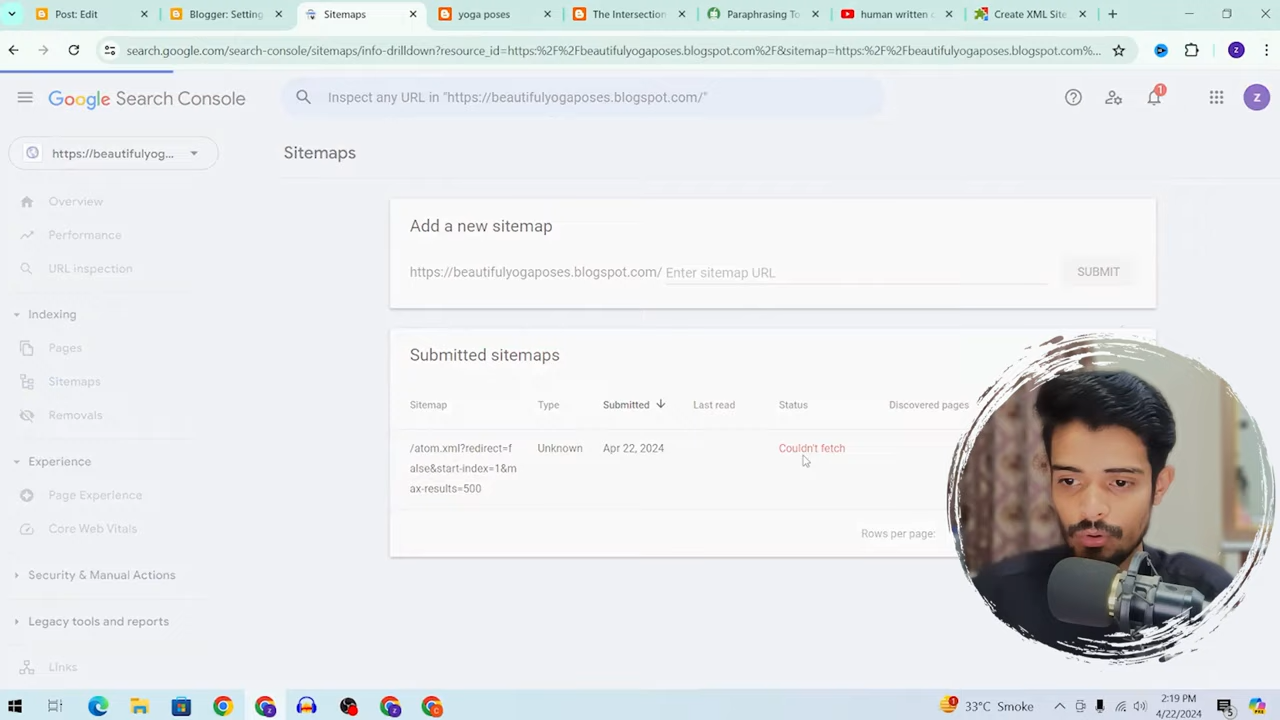 Post: Edit
Blogger: Setting
Sitemaps
yoga poses
The Intersection
Paraphrasing To
human written c
Create XML Site
search.google.com/search-console/sitemaps/info-drilldown?resource_id=https:%2F%2Fbeautifulyogaposes.blogspot.com%2F&sitemap=https:%2F%2Fbeautifulyogaposes.blogspot.com%...
z
Google Search Console
Inspect any URL in "https://beautifulyogaposes.blogspot.com/"
1
z
https://beautifulyog...
Sitemaps
Overview
Performance
URL inspection
Indexing
Pages
Sitemaps
Removals
Experience
Page Experience
Core Web Vitals
Security & Manual Actions
Legacy tools and reports
Links
Add a new sitemap
https://beautifulyogaposes.blogspot.com/ Enter sitemap URL
SUBMIT
Submitted sitemaps
Sitemap Type Submitted Last read Status Discovered pages
/atom.xml?redirect=f Unknown Apr 22, 2024 Couldn't fetch
alse&start-index=1&m
ax-results=500
Rows per page:
33°C Smoke
2:19 PM
4/22/2024
5